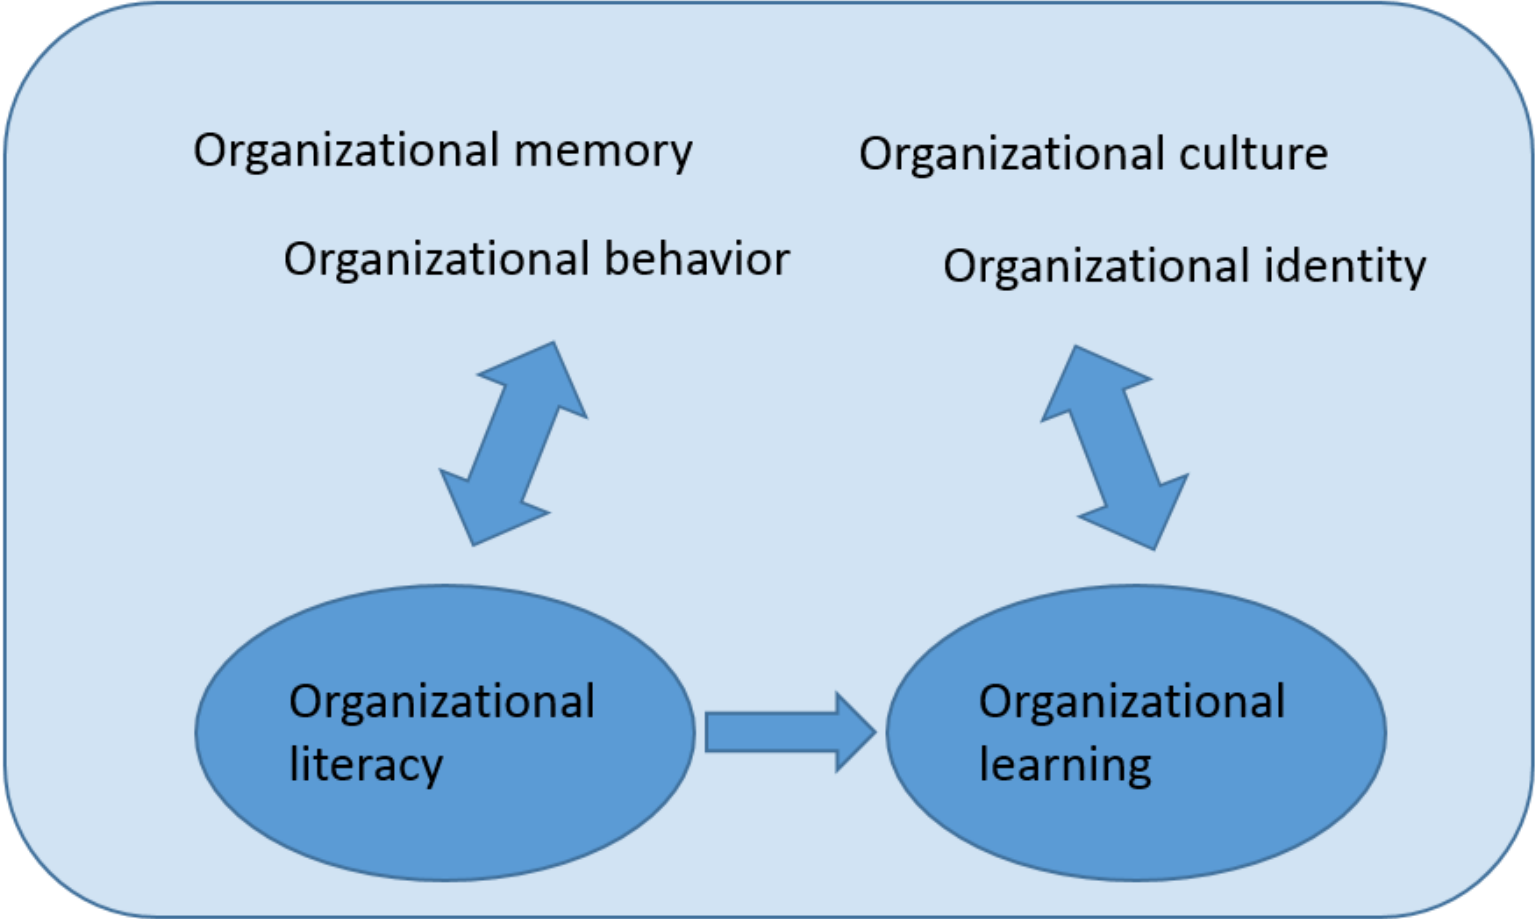 Organizational memory
Organizational culture
Organizational behavior
Organizational identity
Organizational
literacy
Organizational
learning